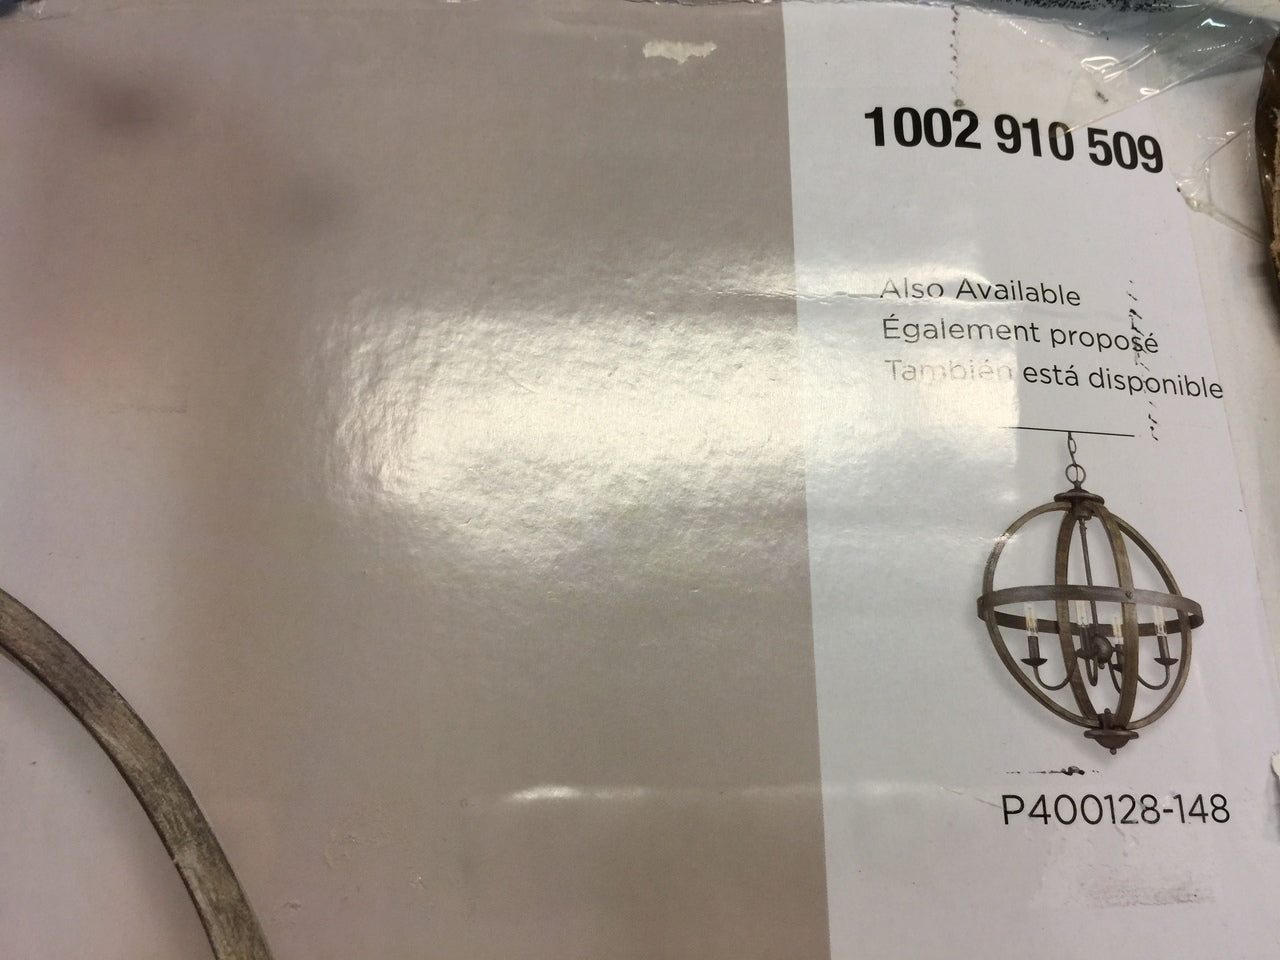 1002 910 509
Also Available
Également proposé
También está disponible
P400128-148